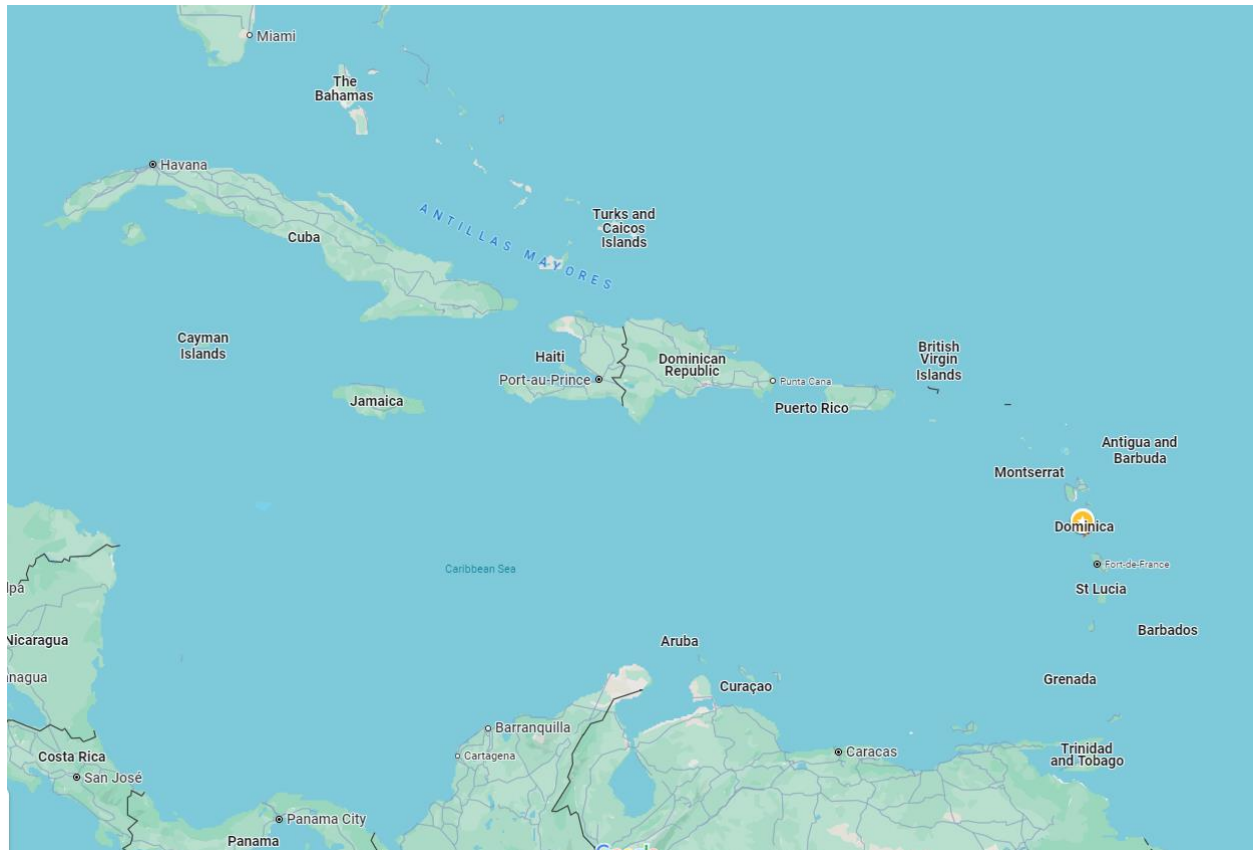 Miami
The
Bahamas
Havana
Turks and
Caicos
Islands
ANTILLAS MAYORES
Cuba
Cayman
Islands
British
Virgin
Islands
Haiti
Dominican
Republic
Port-au-Prince
Punta Cana
Jamaica
Puerto Rico
Antigua and
Barbuda
Montserrat
Dominica
Caribbean Sea
Fort-de-France
St Lucia
lpa
Nicaragua
Barbados
Aruba
nagua
Curaçao
Grenada
Barranquilla
Costa Rica
Cartagena
Caracas
Trinidad
and Tobago
San José
Panama City
Panama